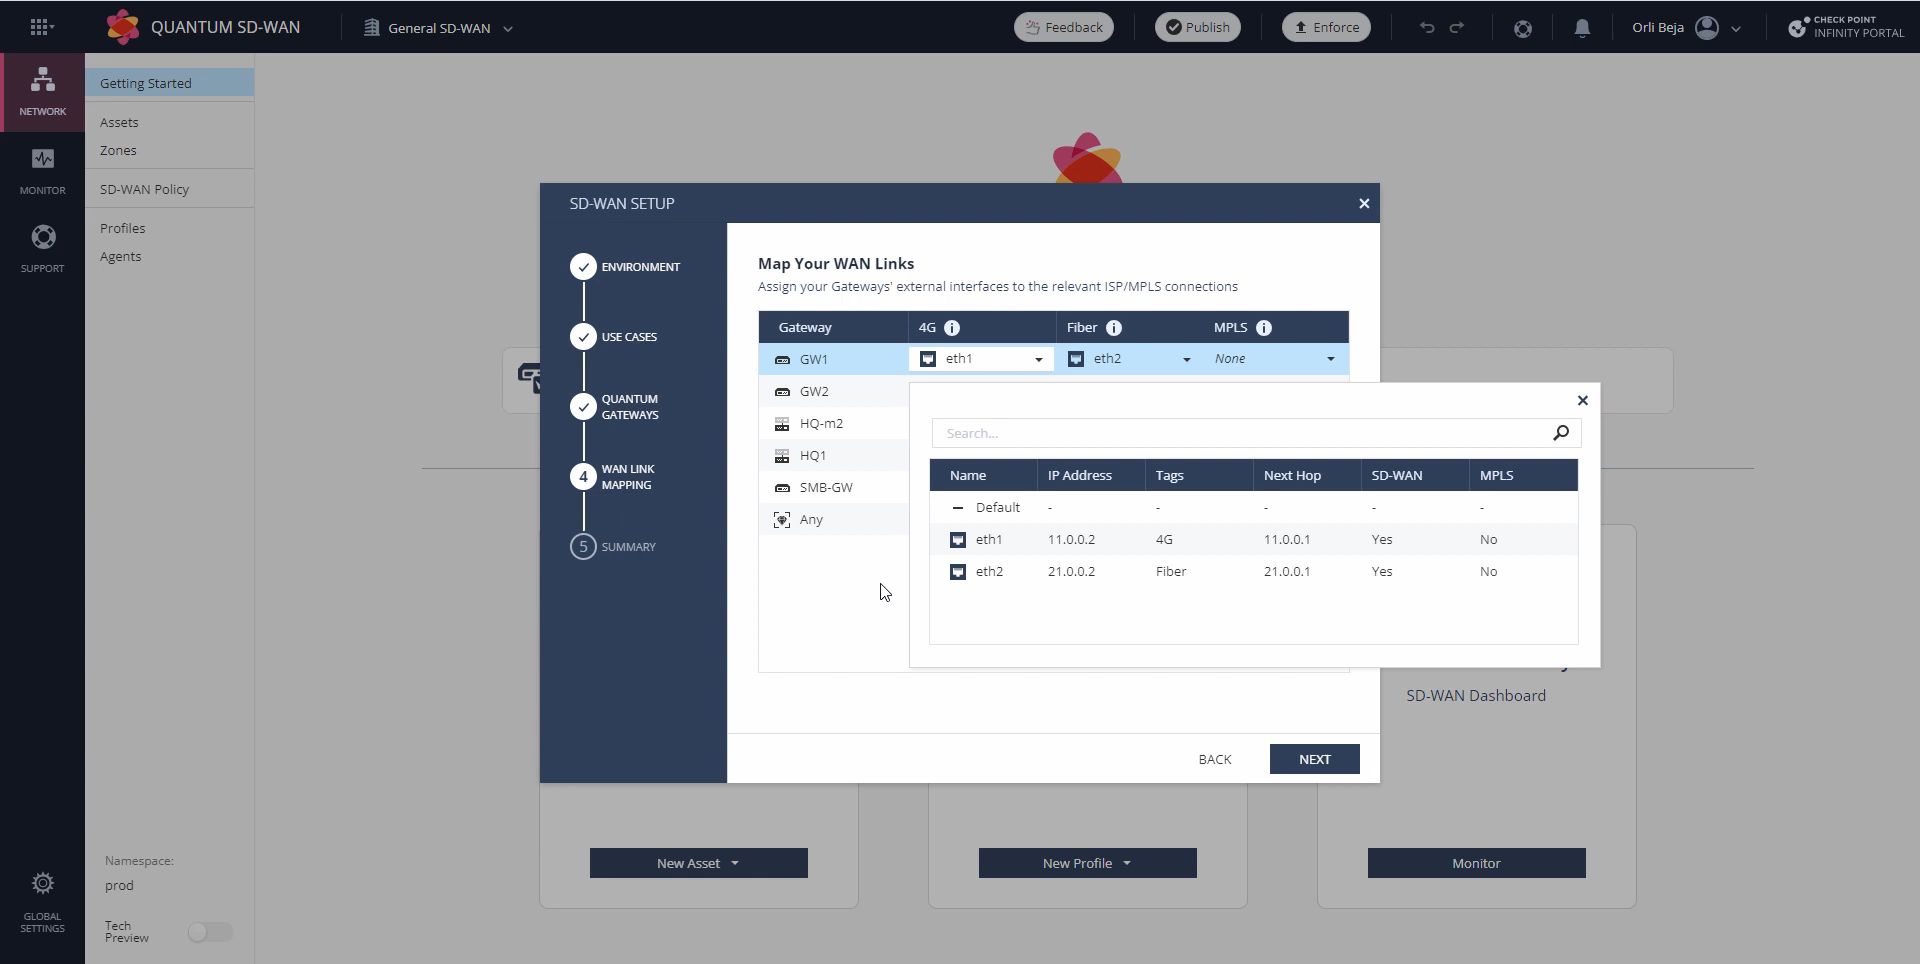 QUANTUM SD-WAN
General SD-WAN
Feedback
Publish
Enforce
Orli Beja
CHECK POINT
INFINITY PORTAL
NETWORK
MONITOR
SUPPORT
GLOBAL
SETTINGS
Getting Started
Assets
Zones
SD-WAN Policy
Profiles
Agents
Namespace:
prod
Tech
Preview
SD-WAN SETUP
ENVIRONMENT
USE CASES
QUANTUM
GATEWAYS
4 WAN LINK
MAPPING
5 SUMMARY
Map Your WAN Links
Assign your Gateways' external interfaces to the relevant ISP/MPLS connections
Gateway 4G i Fiber i MPLS i
GW1 eth1 eth2 None
GW2
HQ-m2
HQ1
SMB-GW
Any
Search...
Name IP Address Tags Next Hop SD-WAN MPLS
Default - - - - -
eth1 11.0.0.2 4G 11.0.0.1 Yes No
eth2 21.0.0.2 Fiber 21.0.0.1 Yes No
BACK NEXT
SD-WAN Dashboard
New Asset
New Profile
Monitor